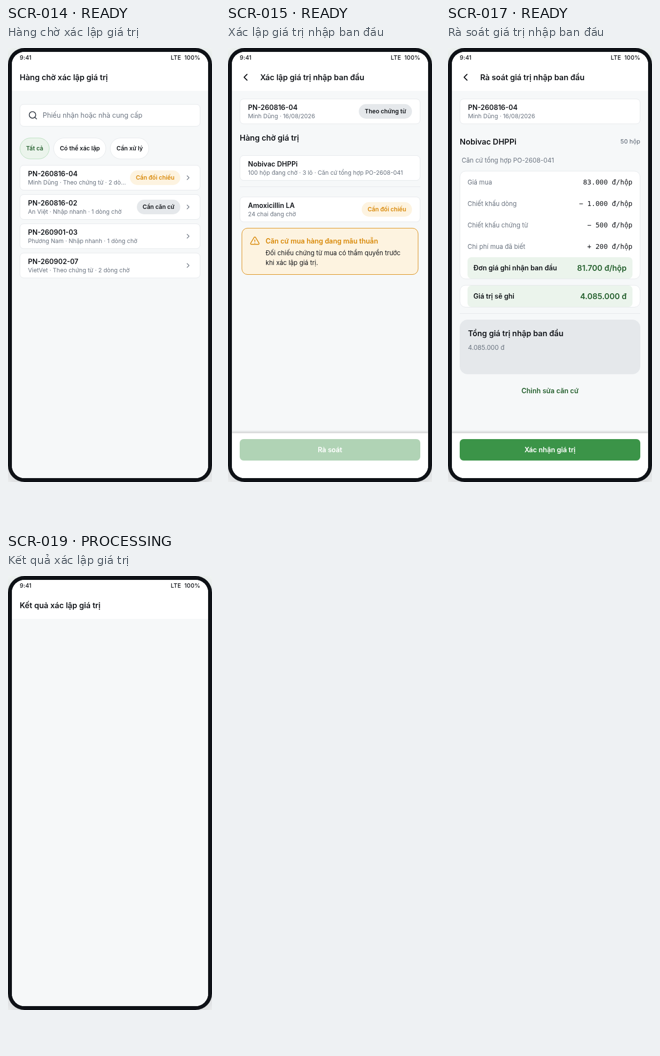 SCR-014 · READY
Hàng chờ xác lập giá trị
9:41
LTE 100%
Hàng chờ xác lập giá trị
Phiếu nhận hoặc nhà cung cấp
Tất cả
Có thể xác lập
Cần xử lý
PN-260816-04
Minh Dũng · Theo chứng từ · 2 dò...
Cần đối chiếu
PN-260816-02
An Việt · Nhập nhanh · 1 dòng chờ
Cần căn cứ
PN-260901-03
Phương Nam · Nhập nhanh · 1 dòng chờ
PN-260902-07
VietVet · Theo chứng từ · 2 dòng chờ
SCR-015 · READY
Xác lập giá trị nhập ban đầu
9:41
LTE 100%
Xác lập giá trị nhập ban đầu
PN-260816-04
Minh Dũng · 16/08/2026
Theo chứng từ
Hàng chờ giá trị
Nobivac DHPPi
100 hộp đang chờ · 3 lô · Căn cứ tổng hợp PO-2608-041
Amoxicillin LA
24 chai đang chờ
Cần đối chiếu
Căn cứ mua hàng đang mâu thuẫn
Đối chiếu chứng từ mua có thẩm quyền trước
khi xác lập giá trị.
Rà soát
SCR-017 · READY
Rà soát giá trị nhập ban đầu
9:41
LTE 100%
Rà soát giá trị nhập ban đầu
PN-260816-04
Minh Dũng · 16/08/2026
Nobivac DHPPi
50 hộp
Căn cứ tổng hợp PO-2608-041
Giá mua
83.000 đ/hộp
Chiết khấu dòng
− 1.000 đ/hộp
Chiết khấu chứng từ
− 500 đ/hộp
Chi phí mua đã biết
+ 200 đ/hộp
Đơn giá ghi nhận ban đầu
81.700 đ/hộp
Giá trị sẽ ghi
4.085.000 đ
Tổng giá trị nhập ban đầu
4.085.000 đ
Chỉnh sửa căn cứ
Xác nhận giá trị
SCR-019 · PROCESSING
Kết quả xác lập giá trị
9:41
LTE 100%
Kết quả xác lập giá trị